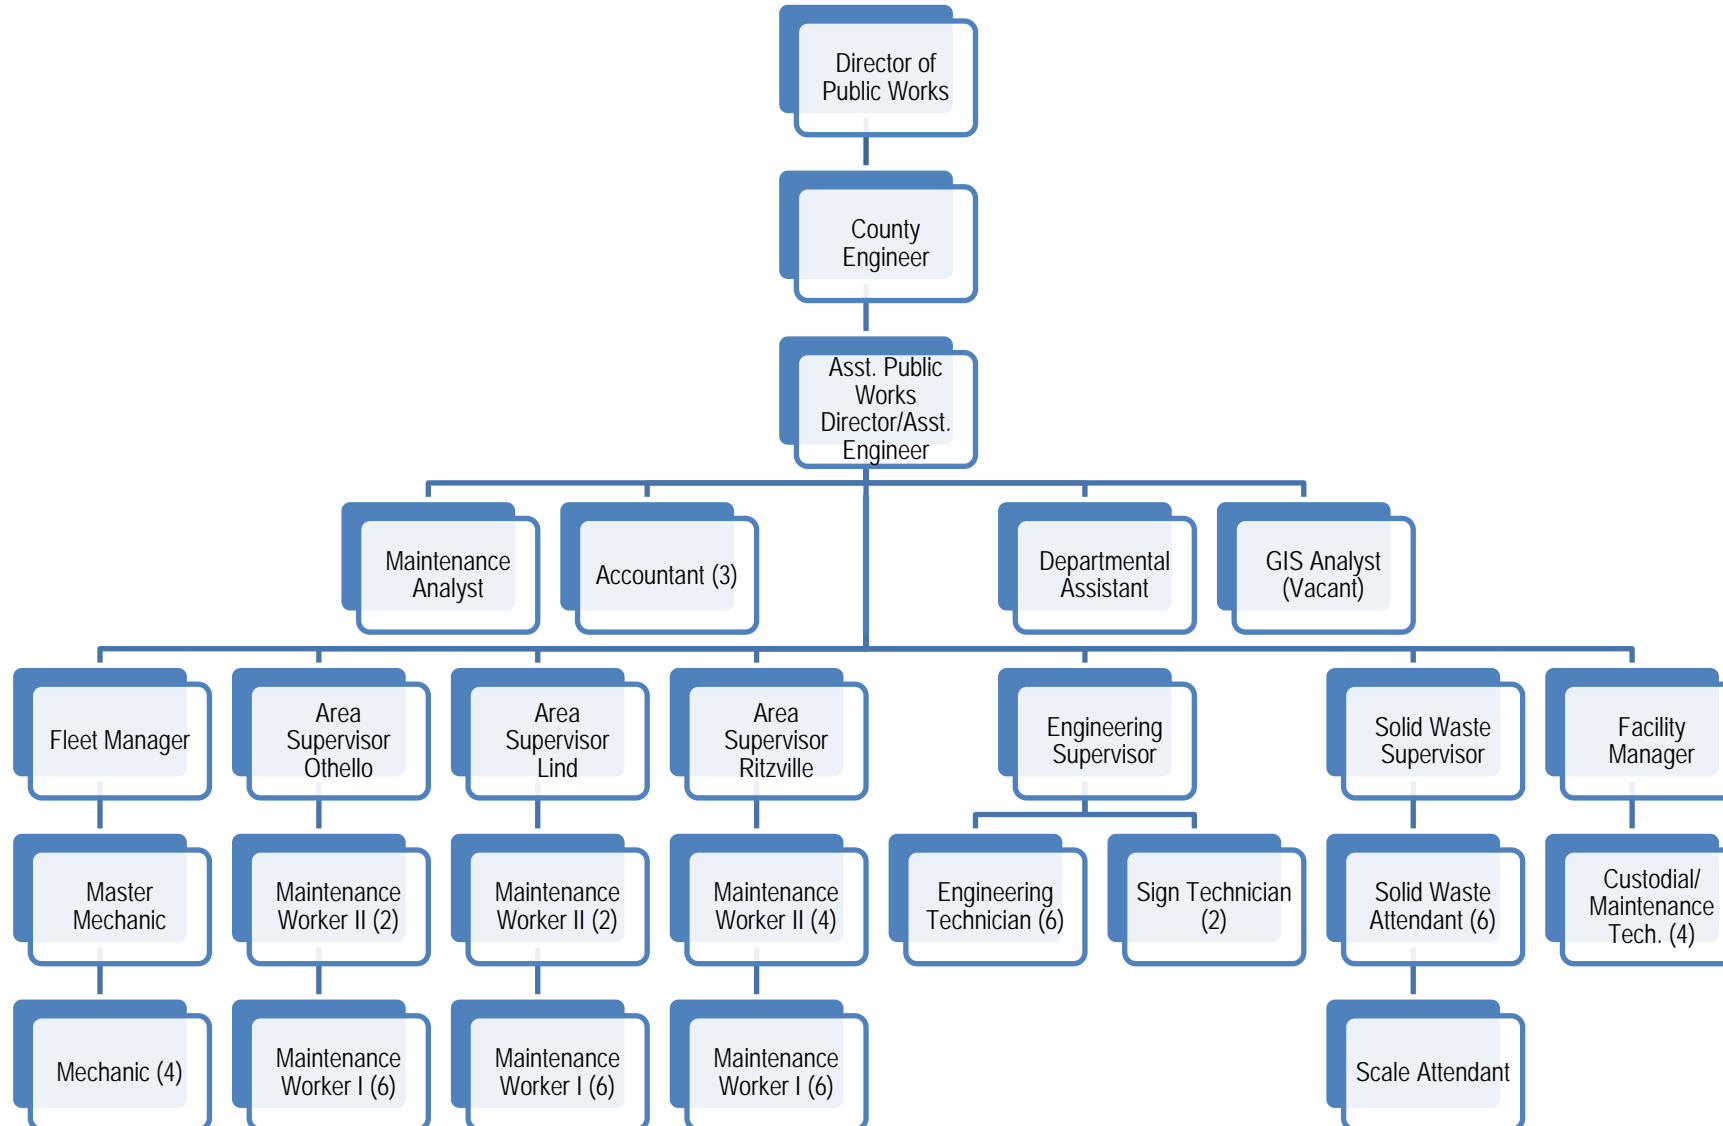 Director of
Public Works
County
Engineer
Asst. Public
Works
Director/Asst.
Engineer
Maintenance
Analyst
Accountant (3)
Departmental
Assistant
GIS Analyst
(Vacant)
Fleet Manager
Area
Supervisor
Othello
Area
Supervisor
Lind
Area
Supervisor
Ritzville
Engineering
Supervisor
Solid Waste
Supervisor
Facility
Manager
Master
Mechanic
Maintenance
Worker II (2)
Maintenance
Worker II (2)
Maintenance
Worker II (4)
Engineering
Technician (6)
Sign Technician
(2)
Solid Waste
Attendant (6)
Custodial/
Maintenance
Tech. (4)
Mechanic (4)
Maintenance
Worker I (6)
Maintenance
Worker I (6)
Maintenance
Worker I (6)
Scale Attendant